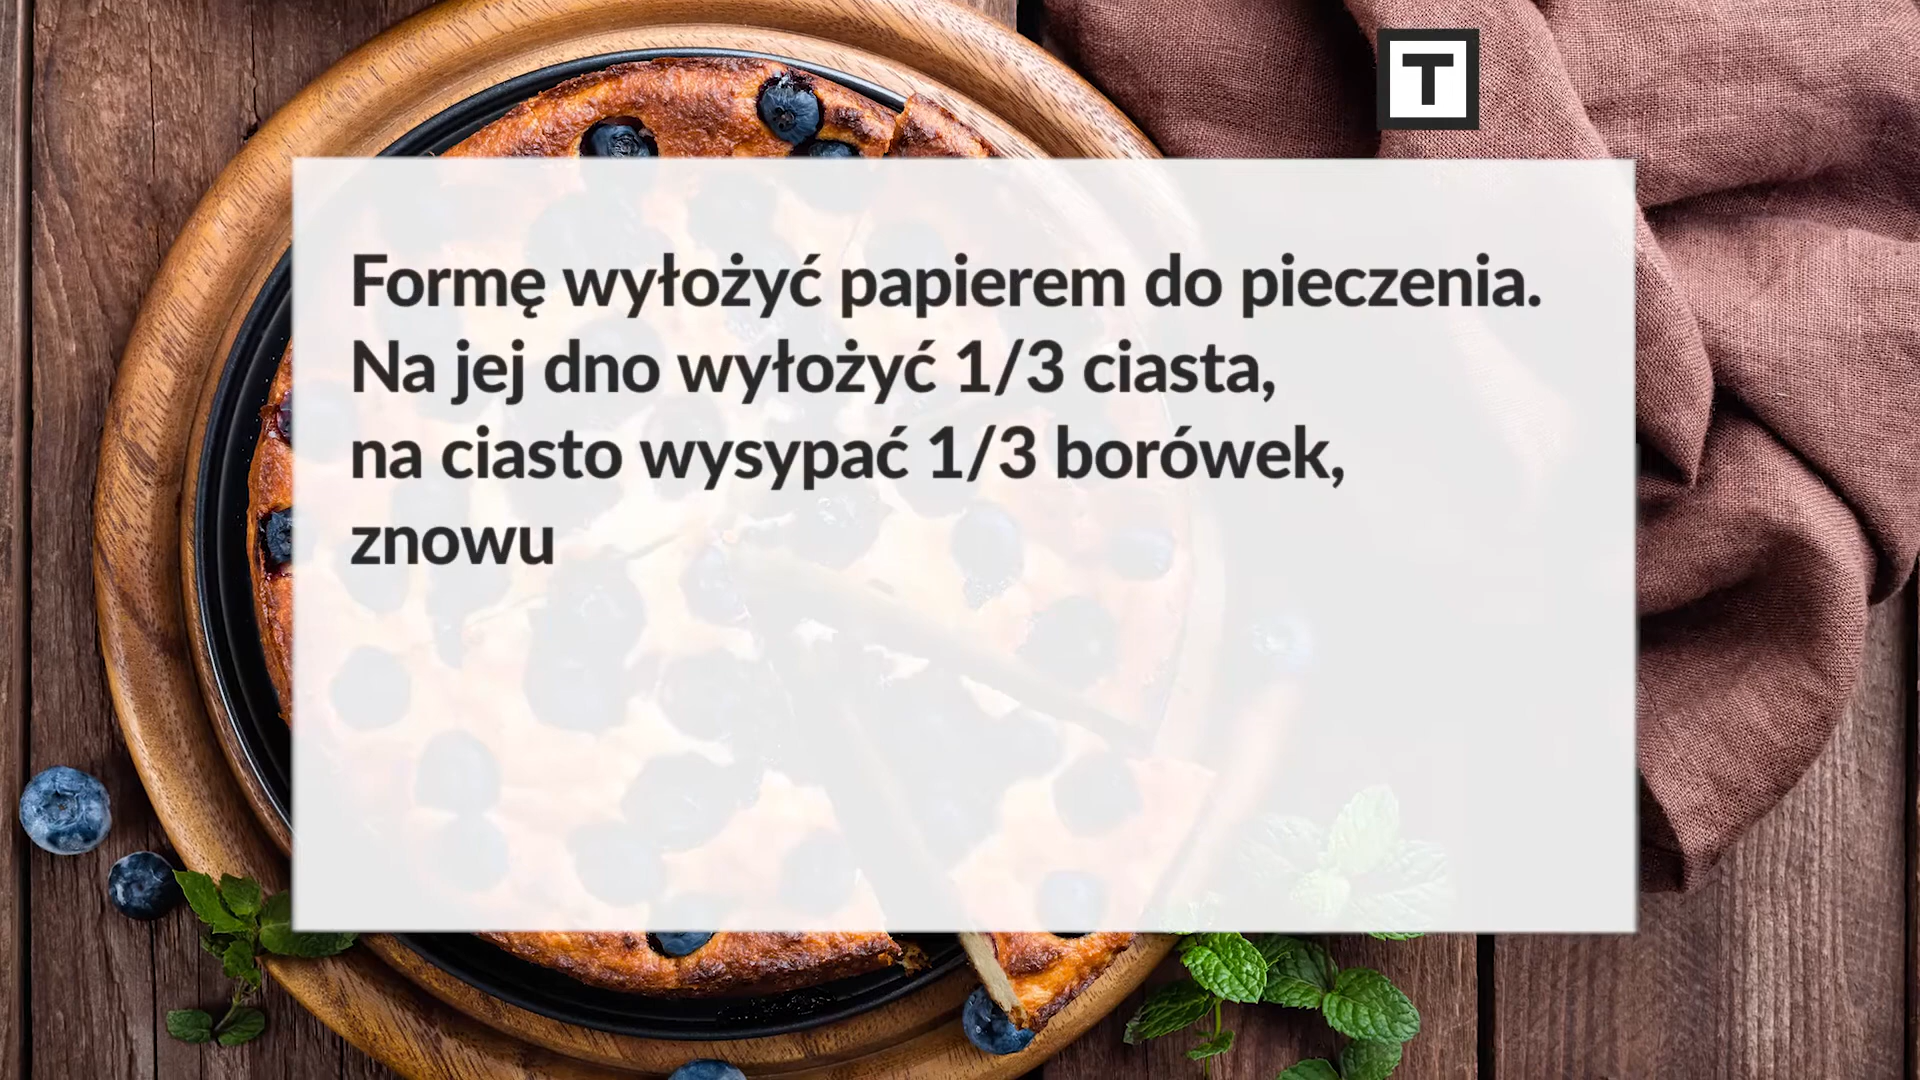 T
Formę wyłożyć papierem do pieczenia.
Na jej dno wyłożyć 1/3 ciasta,
na ciasto wysypać 1/3 borówek,
znowu